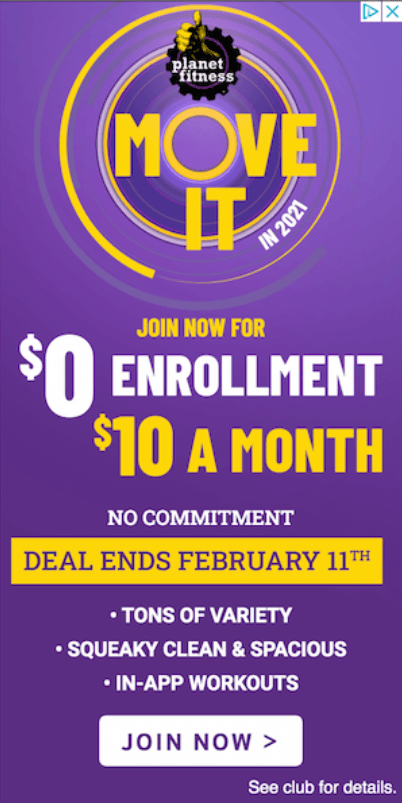 planet
fitness
MOVE
IT
IN 2021
JOIN NOW FOR
$0 ENROLLMENT
$10 A MONTH
NO COMMITMENT
DEAL ENDS FEBRUARY 11TH
• TONS OF VARIETY
• SQUEAKY CLEAN & SPACIOUS
• IN-APP WORKOUTS
JOIN NOW >
See club for details.